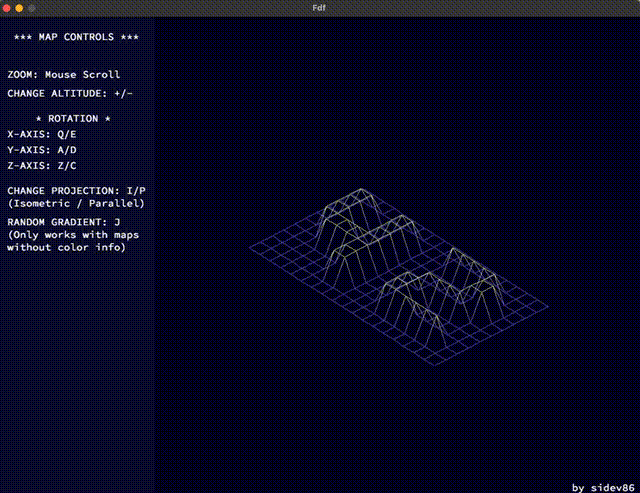 Fdf
*** MAP CONTROLS ***
ZOOM: Mouse Scroll
CHANGE ALTITUDE: +/-
* ROTATION *
X-AXIS: Q/E
Y-AXIS: A/D
Z-AXIS: Z/C
CHANGE PROJECTION: I/P
(Isometric / Parallel)
RANDOM GRADIENT: J
(Only works with maps
without color info)
by sidev86